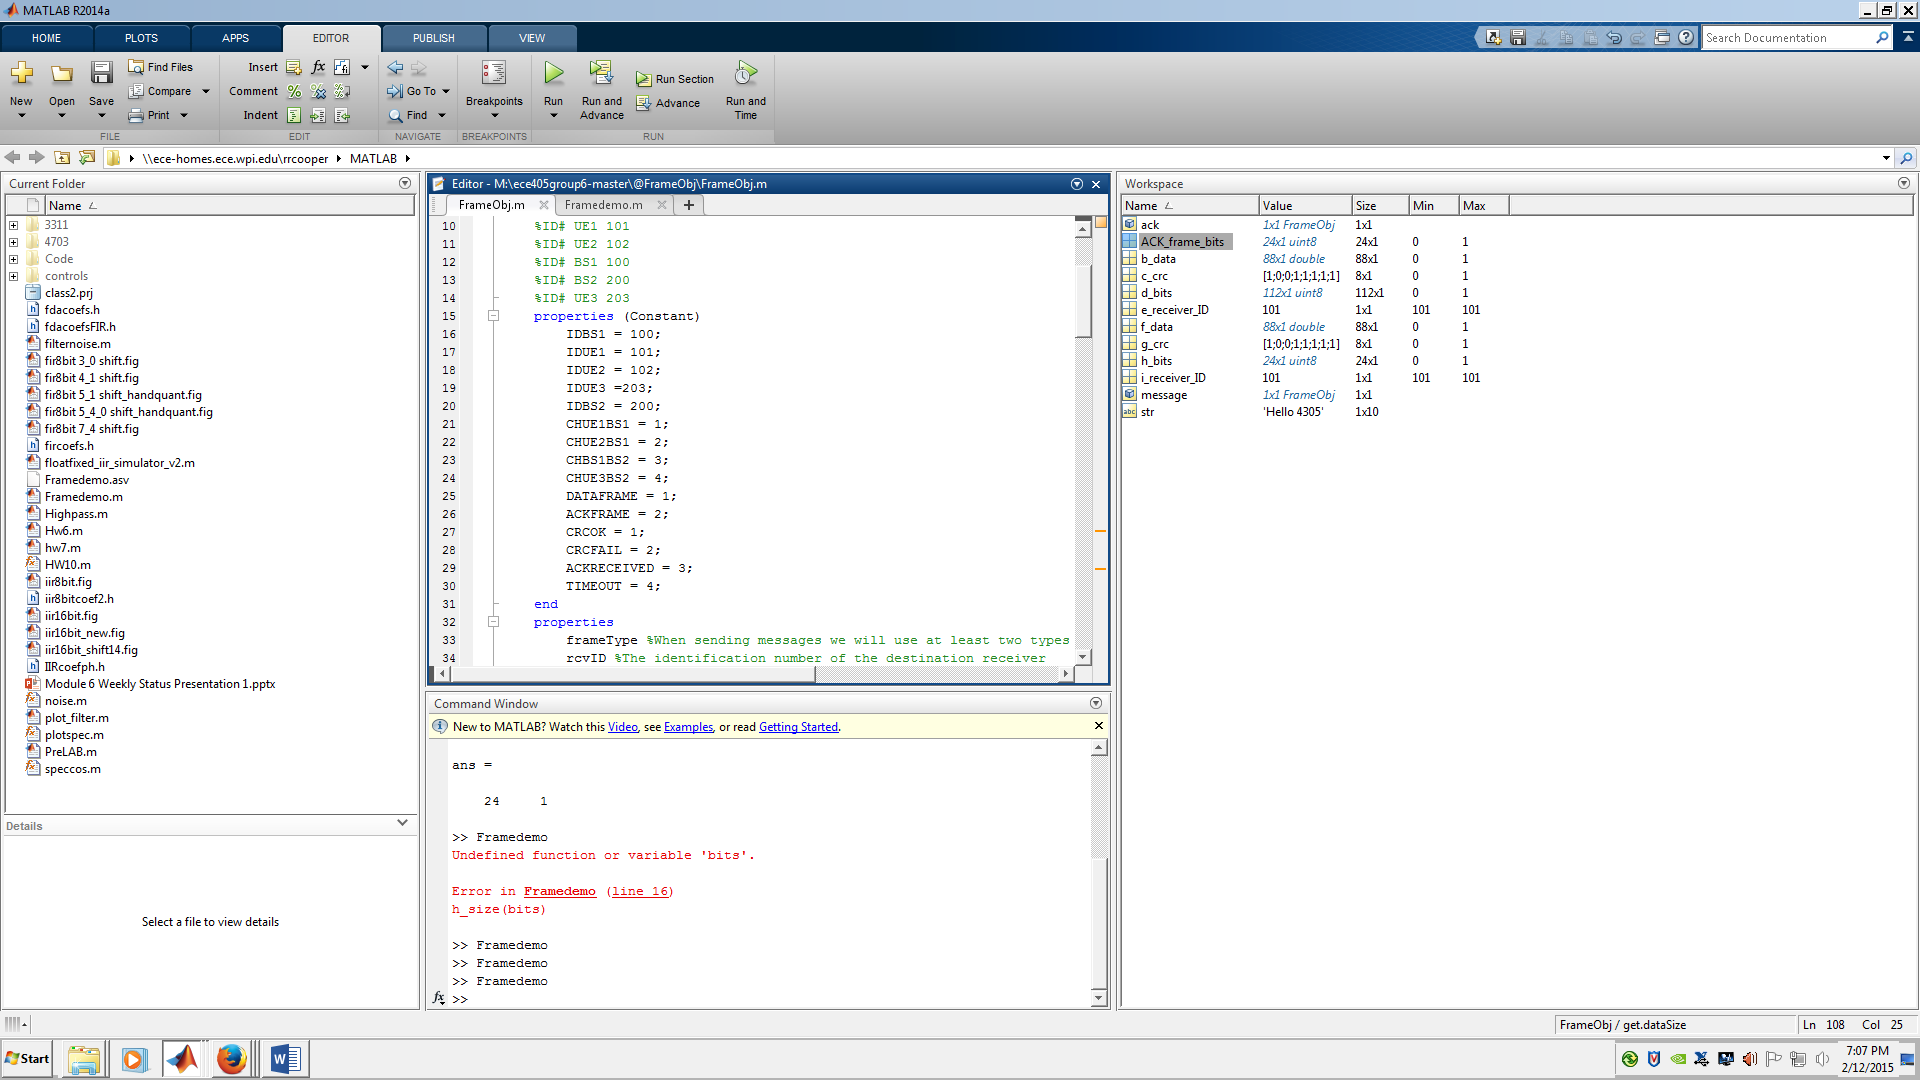 MATLAB R2014a
HOME PLOTS APPS EDITOR PUBLISH VIEW
Search Documentation
New Open Save Find Files Compare Print
Insert Comment Indent
Go To Find
Breakpoints
Run Run and Advance Run Section Advance Run and Time
FILE EDIT NAVIGATE BREAKPOINTS RUN
\\ece-homes.ece.wpi.edu\rrcooper MATLAB
Current Folder
Name
3311
4703
Code
controls
class2.prj
fdacoefs.h
fdacoefsFIR.h
filternoise.m
fir8bit 3_0 shift.fig
fir8bit 4_1 shift.fig
fir8bit 5_1 shift_handquant.fig
fir8bit 5_4_0 shift_handquant.fig
fir8bit 7_4 shift.fig
fircoefs.h
floatfixed_iir_simulator_v2.m
Framedemo.asv
Framedemo.m
Highpass.m
Hw6.m
hw7.m
HW10.m
iir8bit.fig
iir8bitcoef2.h
iir16bit.fig
iir16bit_new.fig
iir16bit_shift14.fig
IIRcoefph.h
Module 6 Weekly Status Presentation 1.pptx
noise.m
plot_filter.m
plotspec.m
PreLAB.m
speccos.m
Details
Select a file to view details
Editor - M:\ece405group6-master\@FrameObj\FrameObj.m
FrameObj.m Framedemo.m
10 %ID# UE1 101
11 %ID# UE2 102
12 %ID# BS1 100
13 %ID# BS2 200
14 %ID# UE3 203
15 properties (Constant)
16 IDBS1 = 100;
17 IDUE1 = 101;
18 IDUE2 = 102;
19 IDUE3 =203;
20 IDBS2 = 200;
21 CHUE1BS1 = 1;
22 CHUE2BS1 = 2;
23 CHBS1BS2 = 3;
24 CHUE3BS2 = 4;
25 DATAFRAME = 1;
26 ACKFRAME = 2;
27 CRCOK = 1;
28 CRCFAIL = 2;
29 ACKRECEIVED = 3;
30 TIMEOUT = 4;
31 end
32 properties
33 frameType %When sending messages we will use at least two types
34 rcvID %The identification number of the destination receiver
Command Window
New to MATLAB? Watch this Video, see Examples, or read Getting Started.
ans =
24 1
>> Framedemo
Undefined function or variable 'bits'.
Error in Framedemo (line 16)
h_size(bits)
>> Framedemo
>> Framedemo
>> Framedemo
fx >>
Workspace
Name Value Size Min Max
ack 1x1 FrameObj 1x1
ACK_frame_bits 24x1 uint8 24x1 0 1
b_data 88x1 double 88x1 0 1
c_crc [1;0;0;1;1;1;1;1] 8x1 0 1
d_bits 112x1 uint8 112x1 0 1
e_receiver_ID 101 1x1 101 101
f_data 88x1 double 88x1 0 1
g_crc [1;0;0;1;1;1;1;1] 8x1 0 1
h_bits 24x1 uint8 24x1 0 1
i_receiver_ID 101 1x1 101 101
message 1x1 FrameObj 1x1
str 'Hello 4305' 1x10
FrameObj / get.dataSize Ln 108 Col 25
Start
7:07 PM
2/12/2015